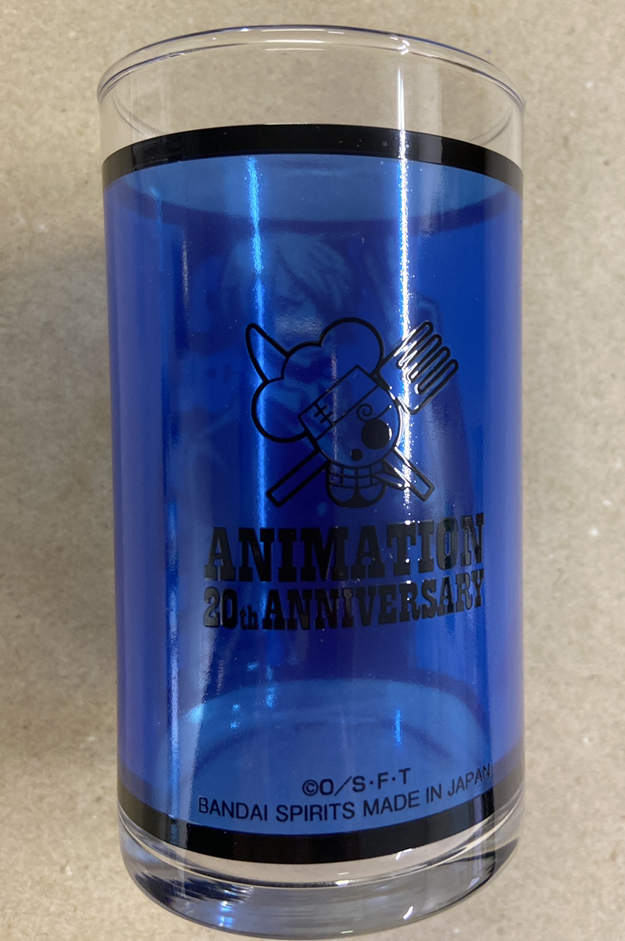 ANIMATION
20th ANNIVERSARY
©O/S·F·T
BANDAI SPIRITS MADE IN JAPAN